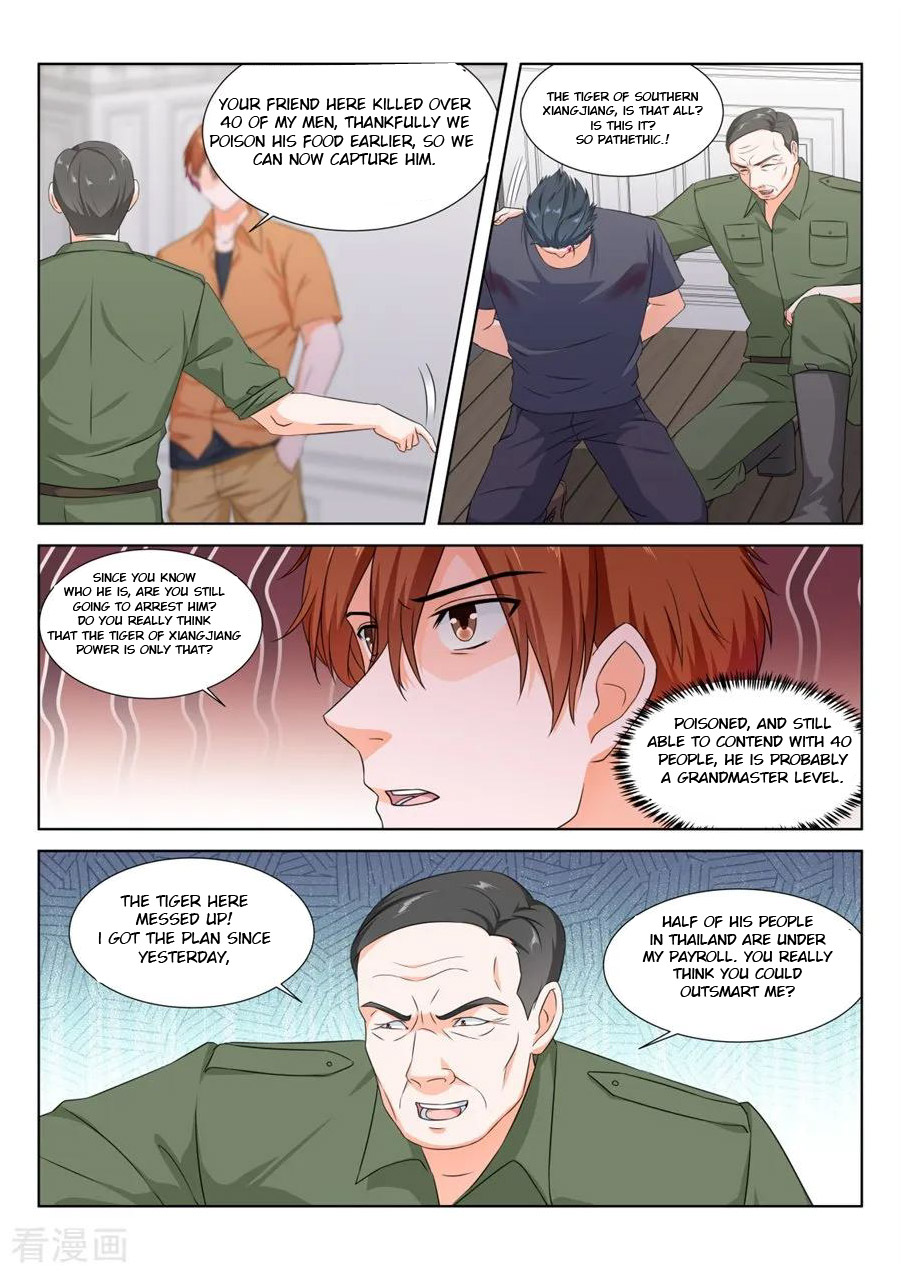 YOUR FRIEND HERE KILLED OVER
40 OF MY MEN, THANKFULLY WE
POISON HIS FOOD EARLIER, SO WE
CAN NOW CAPTURE HIM.
THE TIGER OF SOUTHERN
XIANGJIANG, IS THAT ALL?
IS THIS IT?
SO PATHETHIC.!
SINCE YOU KNOW
WHO HE IS, ARE YOU STILL
GOING TO ARREST HIM?
DO YOU REALLY THINK
THAT THE TIGER OF XIANGJIANG
POWER IS ONLY THAT?
POISONED, AND STILL
ABLE TO CONTEND WITH 40
PEOPLE, HE IS PROBABLY
A GRANDMASTER LEVEL.
THE TIGER HERE
MESSED UP!
I GOT THE PLAN SINCE
YESTERDAY,
HALF OF HIS PEOPLE
IN THAILAND ARE UNDER
MY PAYROLL. YOU REALLY
THINK YOU COULD
OUTSMART ME?
看漫画